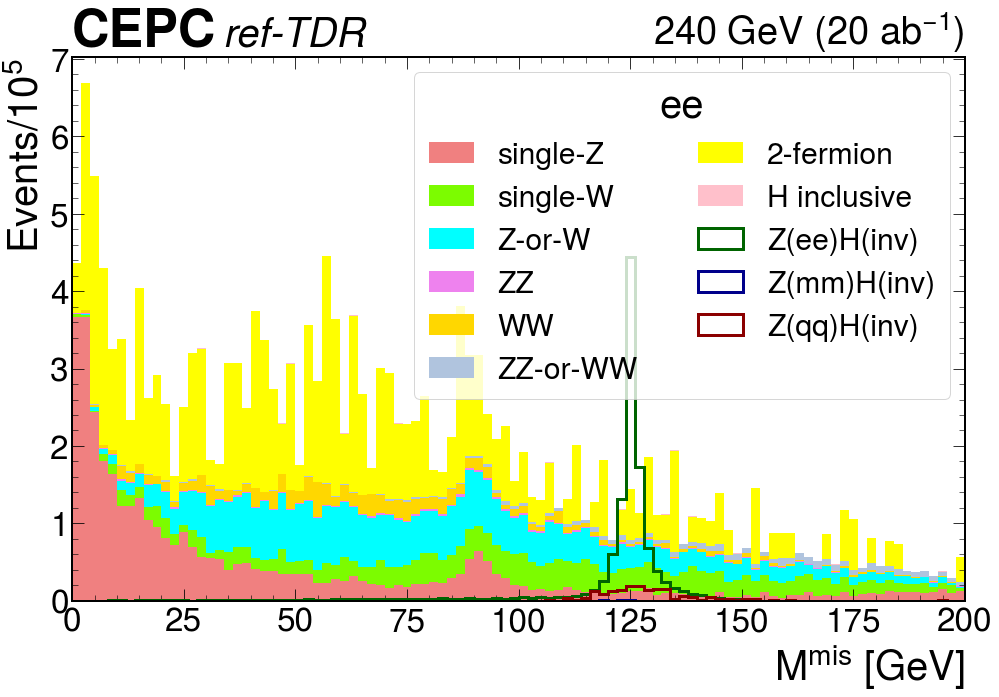 CEPC ref-TDR
240 GeV (20 ab⁻¹)
Events/10⁵
7
6
5
4
3
2
1
0
ee
single-Z
single-W
Z-or-W
ZZ
WW
ZZ-or-WW
2-fermion
H inclusive
Z(ee)H(inv)
Z(mm)H(inv)
Z(qq)H(inv)
0 25 50 75 100 125 150 175 200
Mᵐⁱˢ [GeV]